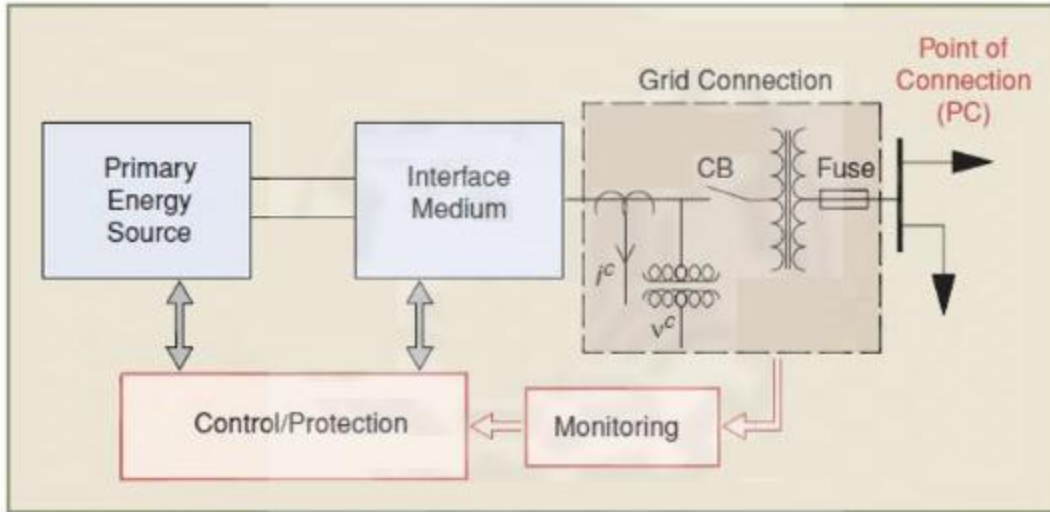 Point of
Connection
(PC)
Grid Connection
Primary
Energy
Source
Interface
Medium
CB
Fuse
i^c
v^c
Control/Protection
Monitoring